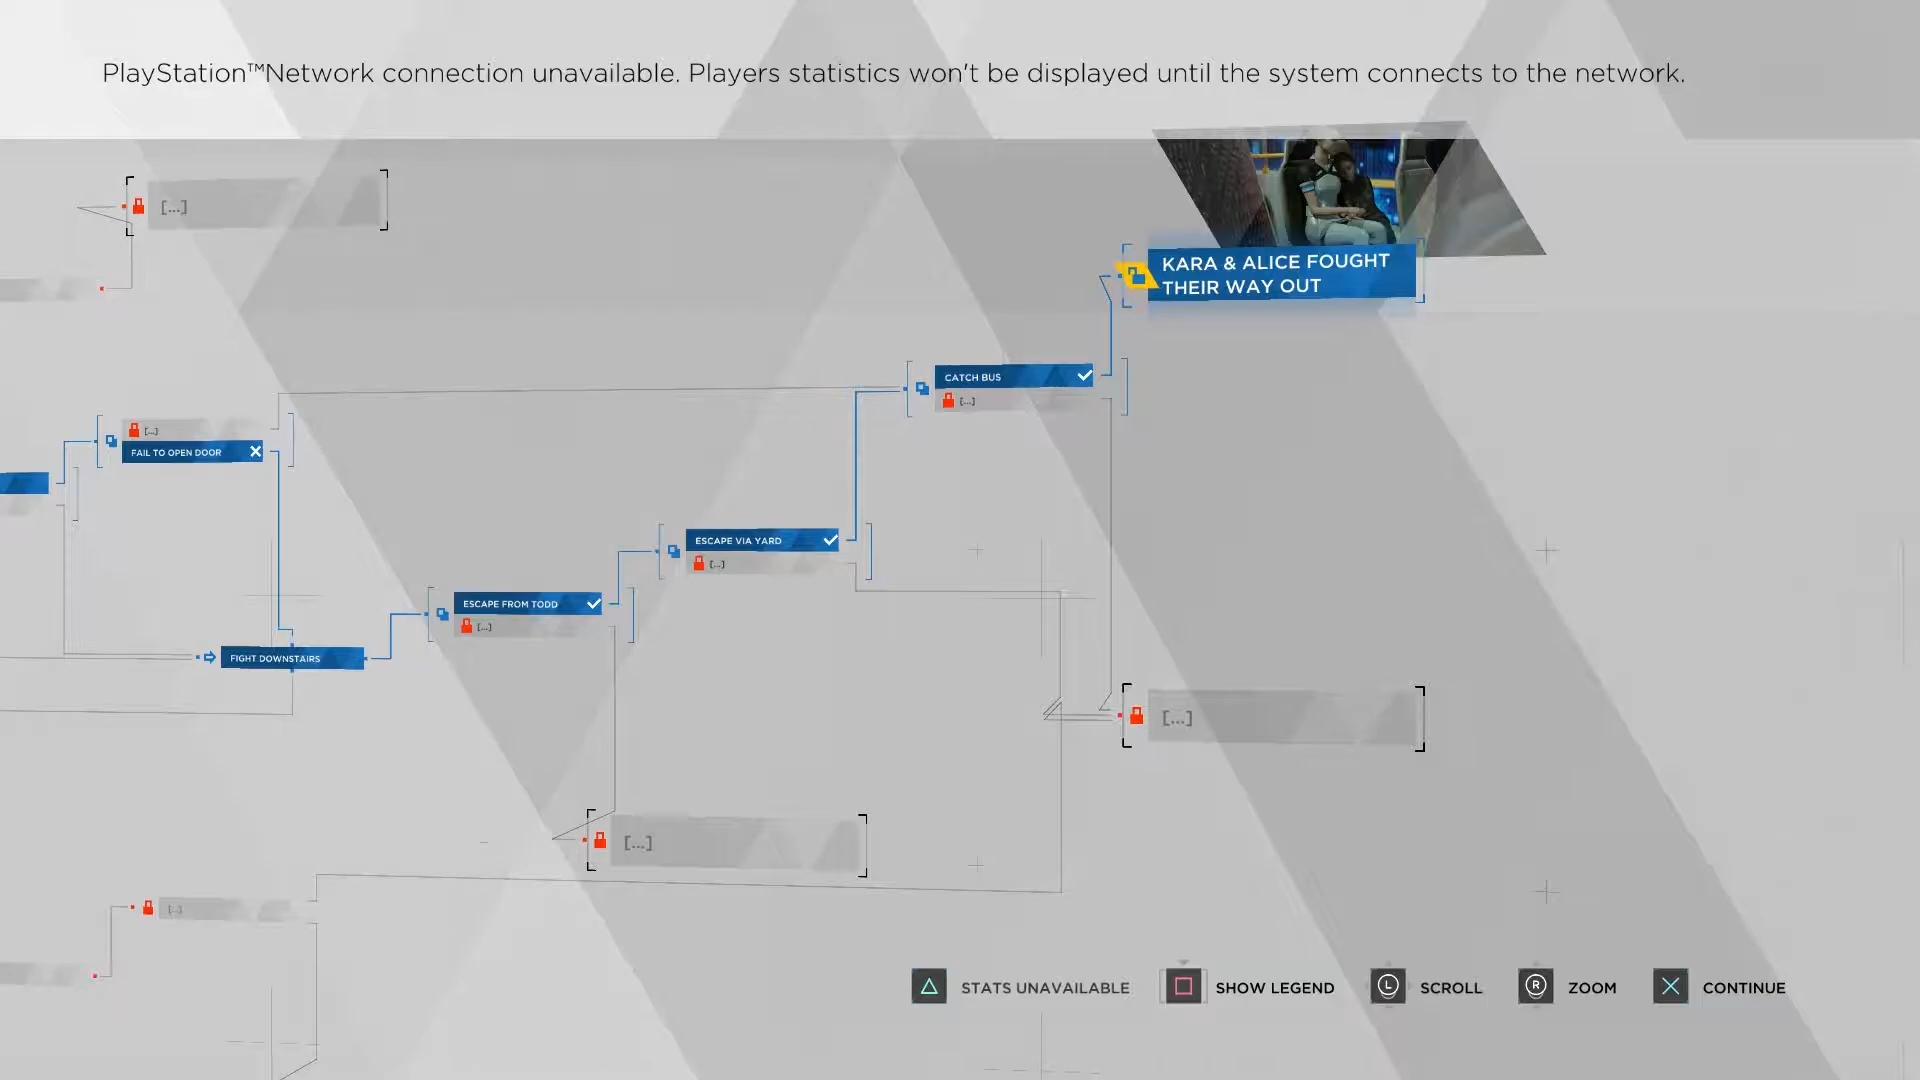 PlayStation™Network connection unavailable. Players statistics won't be displayed until the system connects to the network.
[...]
KARA & ALICE FOUGHT
THEIR WAY OUT
CATCH BUS
[...]
[...]
FAIL TO OPEN DOOR
ESCAPE VIA YARD
[...]
ESCAPE FROM TODD
[...]
FIGHT DOWNSTAIRS
[...]
[...]
[...]
STATS UNAVAILABLE
SHOW LEGEND
L SCROLL
R ZOOM
CONTINUE